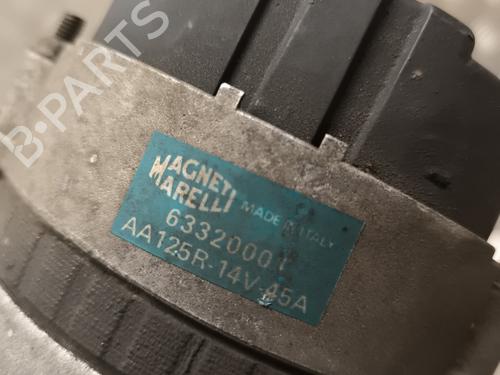 B-PARTS
MAGNETI
MARELLI
MADE IN ITALY
63320001
AA125R-14V-45A